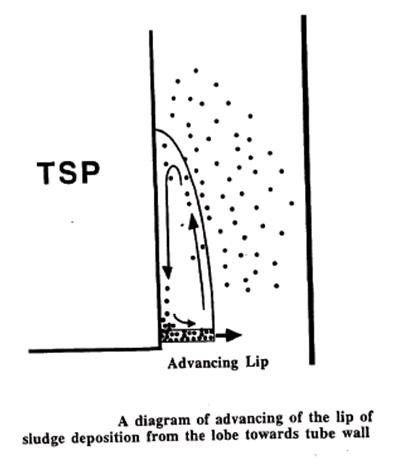 TSP
Advancing Lip
A diagram of advancing of the lip of
sludge deposition from the lobe towards tube wall